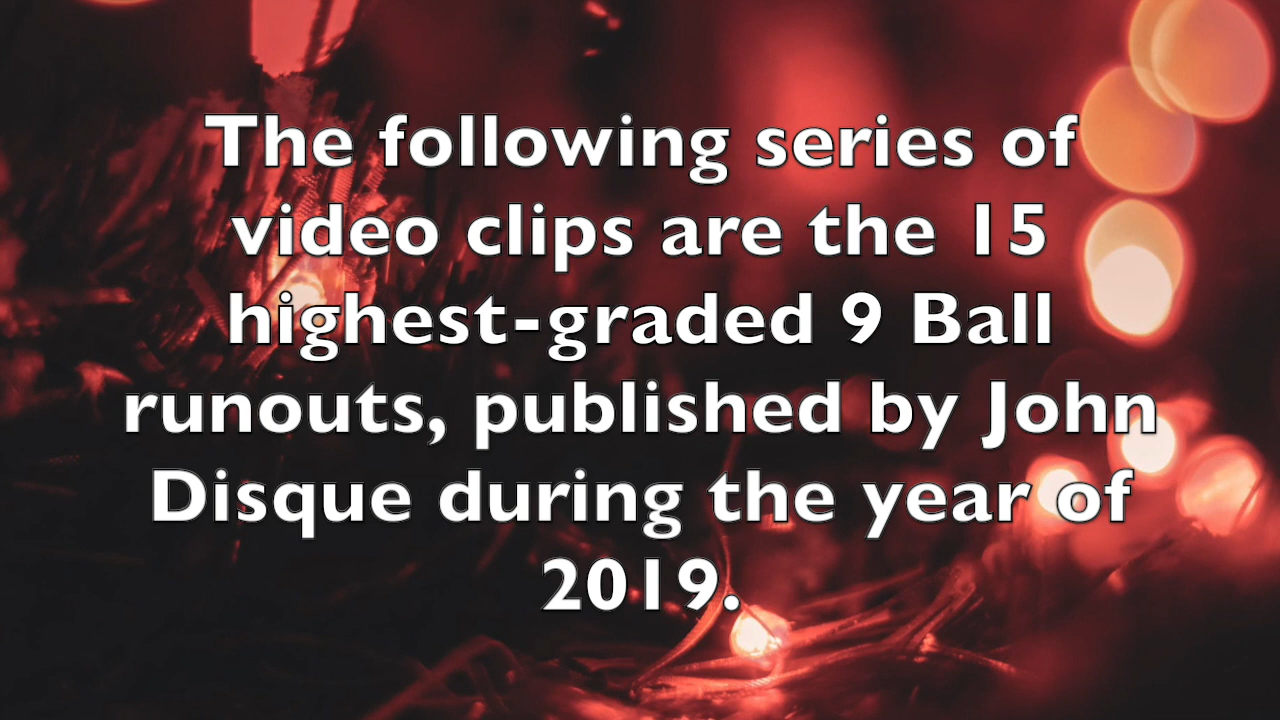 The following series of
video clips are the 15
highest-graded 9 Ball
runouts, published by John
Disque during the year of
2019.